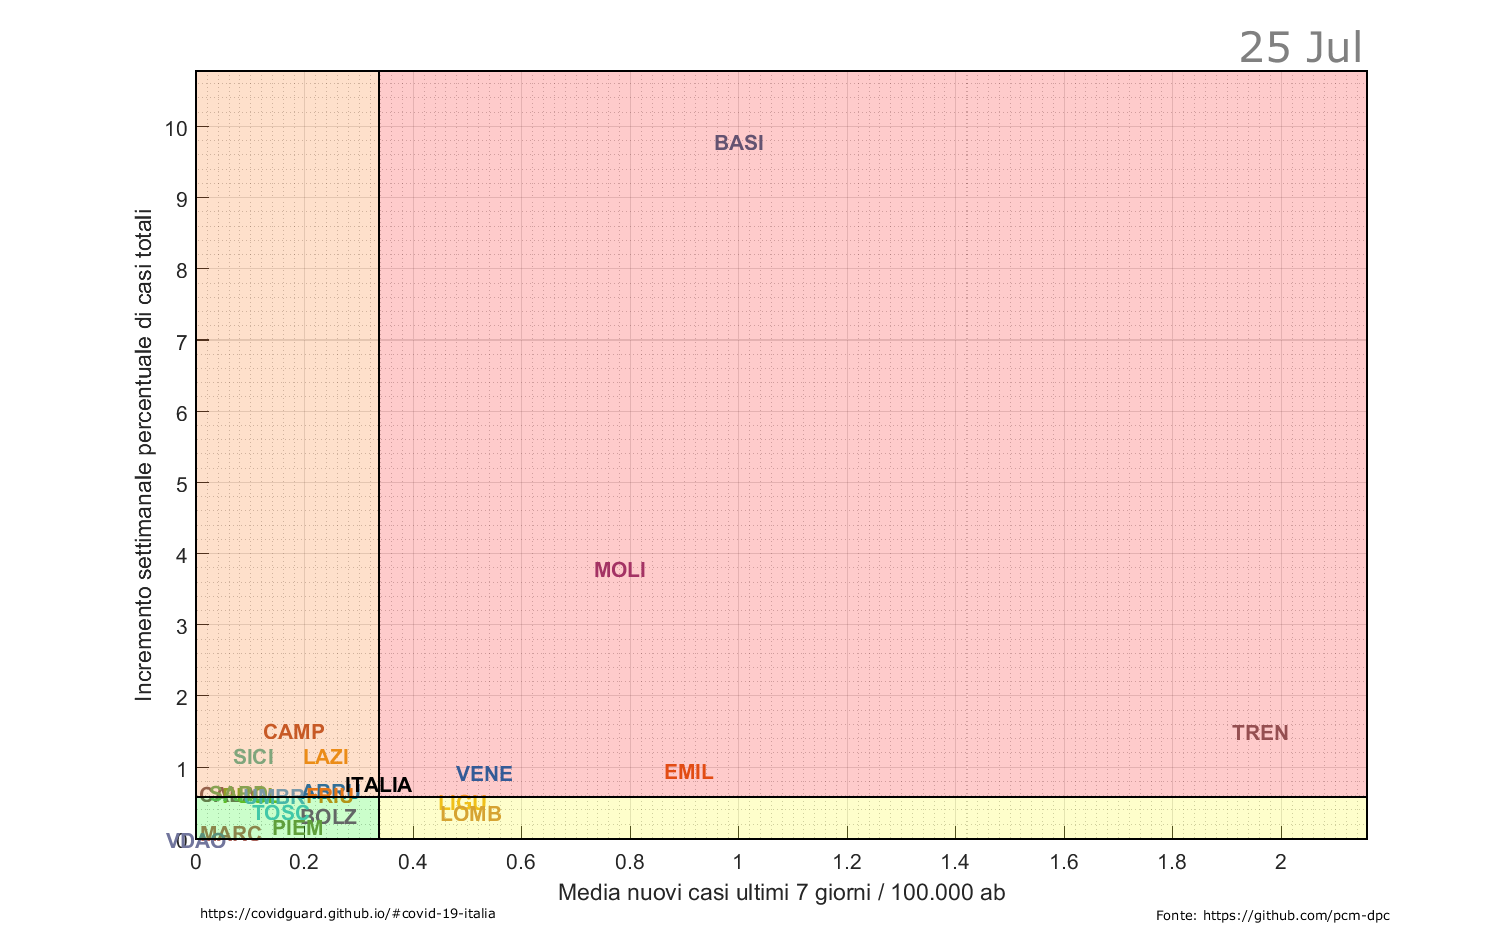 25 Jul
Incremento settimanale percentuale di casi totali
10
9
8
7
6
5
4
3
2
1
0
BASI
MOLI
CAMP
TREN
SICI
LAZI
VENE
EMIL
ITALIA
FRIU
LIGU
LOMB
TOSC
BOLZ
PIEM
MARC
VDAO
0 0.2 0.4 0.6 0.8 1 1.2 1.4 1.6 1.8 2
Media nuovi casi ultimi 7 giorni / 100.000 ab
https://covidguard.github.io/#covid-19-italia
Fonte: https://github.com/pcm-dpc